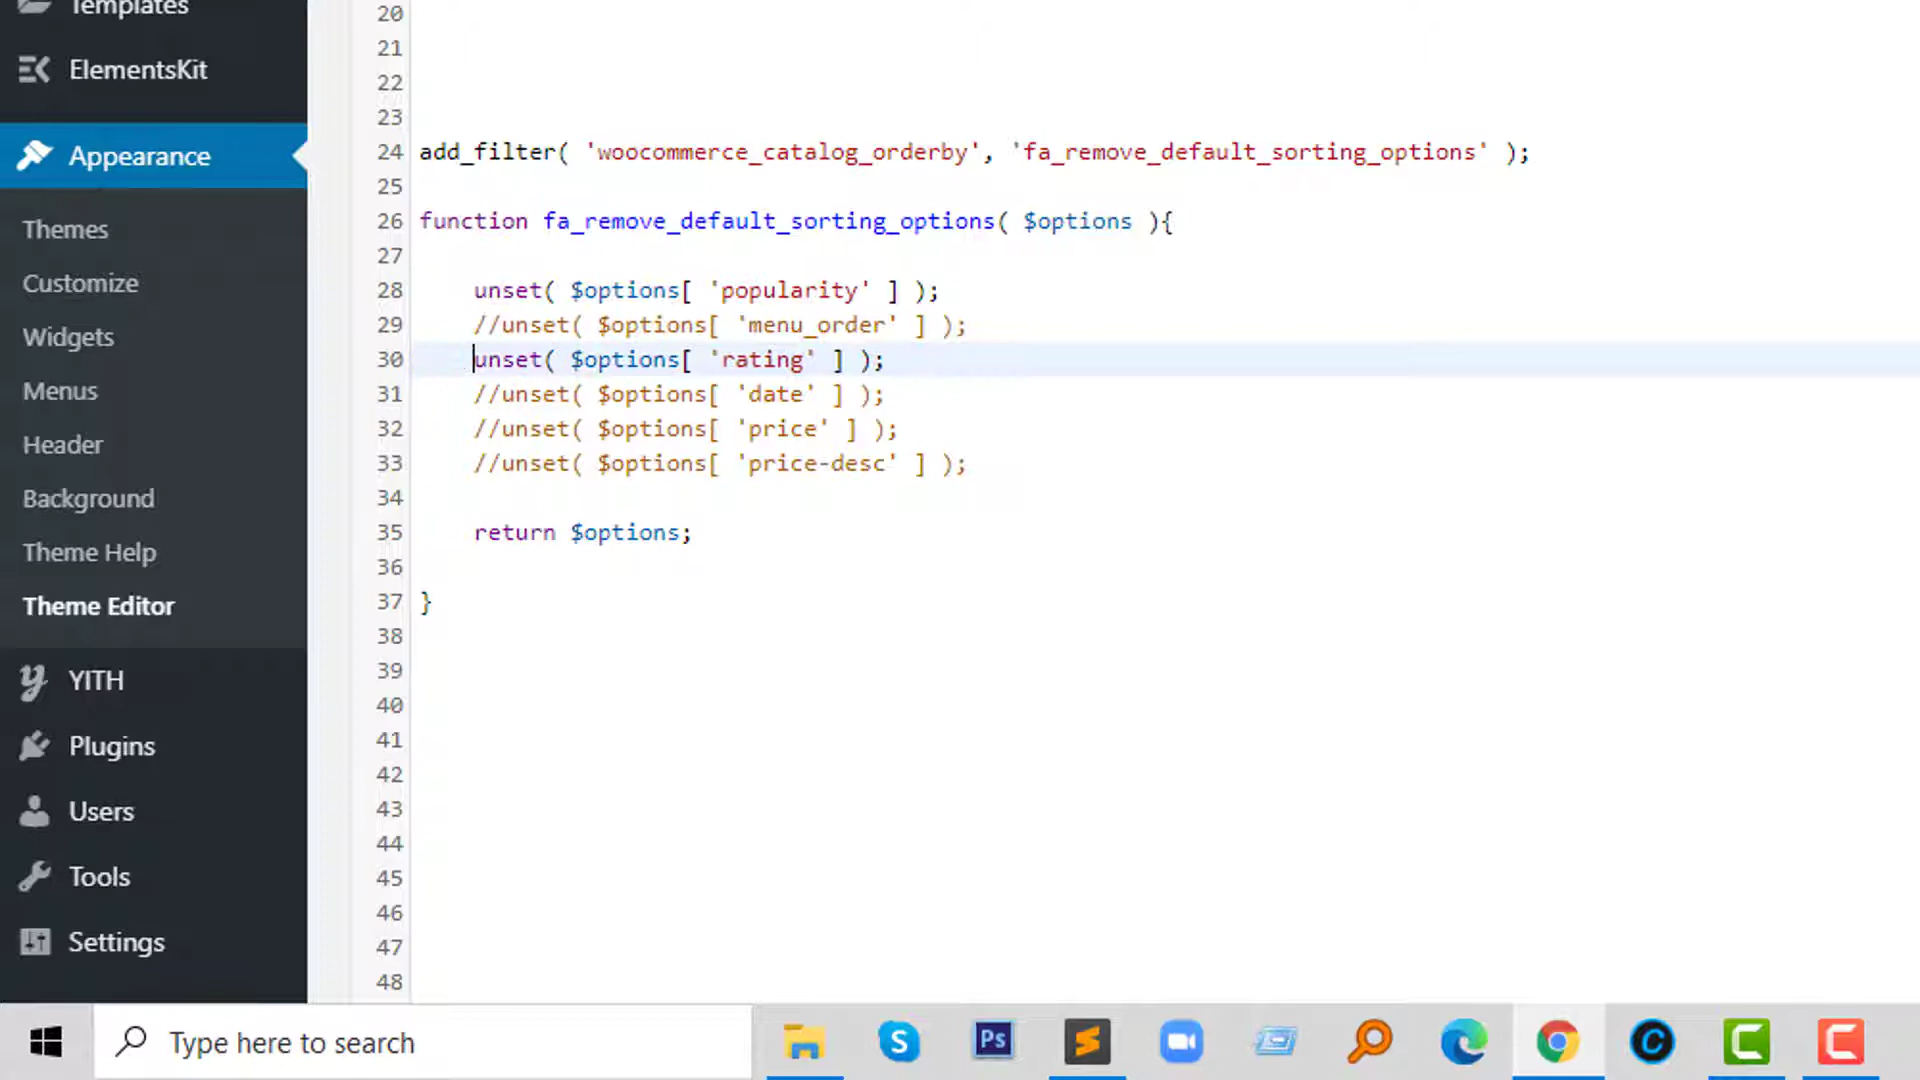 Templates
ElementsKit
Appearance
Themes
Customize
Widgets
Menus
Header
Background
Theme Help
Theme Editor
YITH
Plugins
Users
Tools
Settings
20
21
22
23
24 add_filter( 'woocommerce_catalog_orderby', 'fa_remove_default_sorting_options' );
25
26 function fa_remove_default_sorting_options( $options ){
27
28 unset( $options[ 'popularity' ] );
29 //unset( $options[ 'menu_order' ] );
30 unset( $options[ 'rating' ] );
31 //unset( $options[ 'date' ] );
32 //unset( $options[ 'price' ] );
33 //unset( $options[ 'price-desc' ] );
34
35 return $options;
36
37 }
38
39
40
41
42
43
44
45
46
47
48
Type here to search
Ps